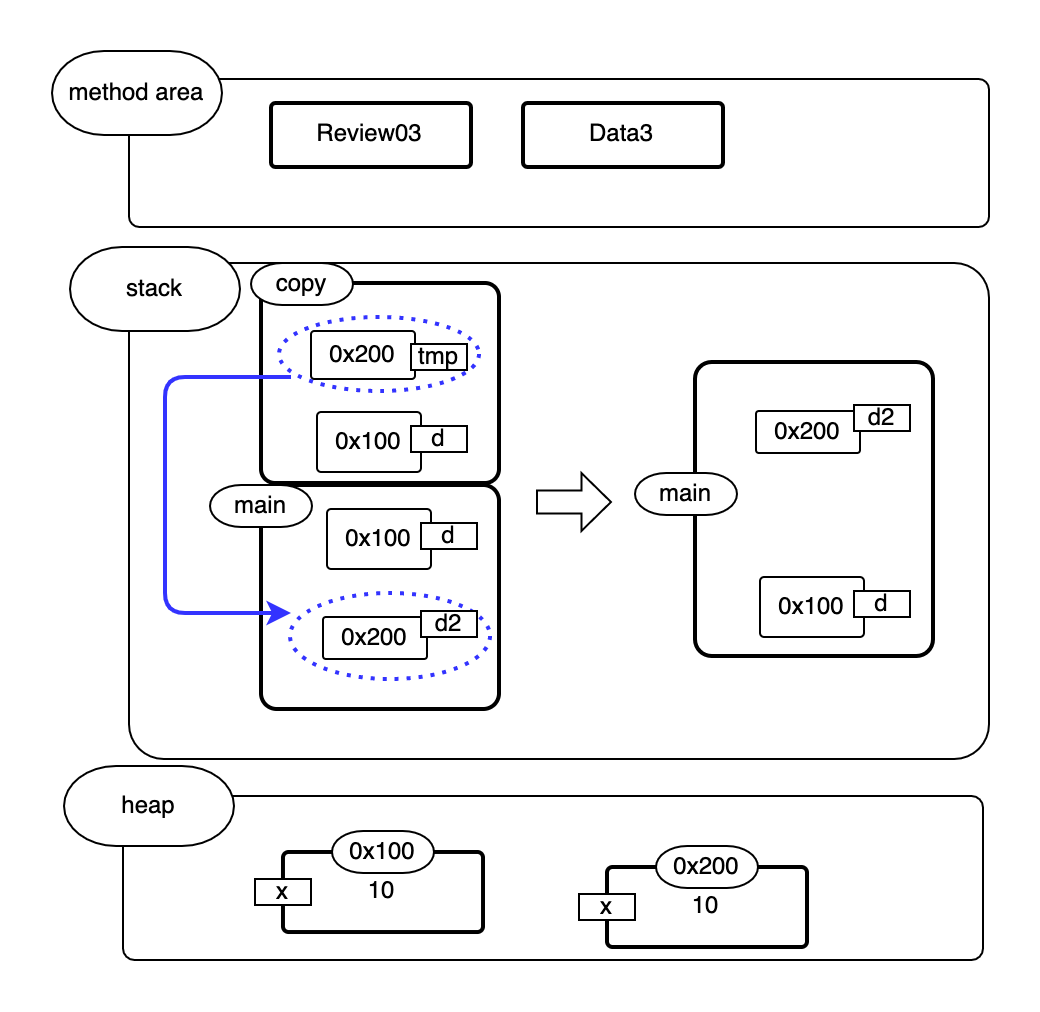 method area
Review03
Data3
stack
copy
0x200
tmp
0x100
d
main
0x100
d
0x200
d2
main
0x200
d2
0x100
d
heap
0x100
x
10
0x200
x
10